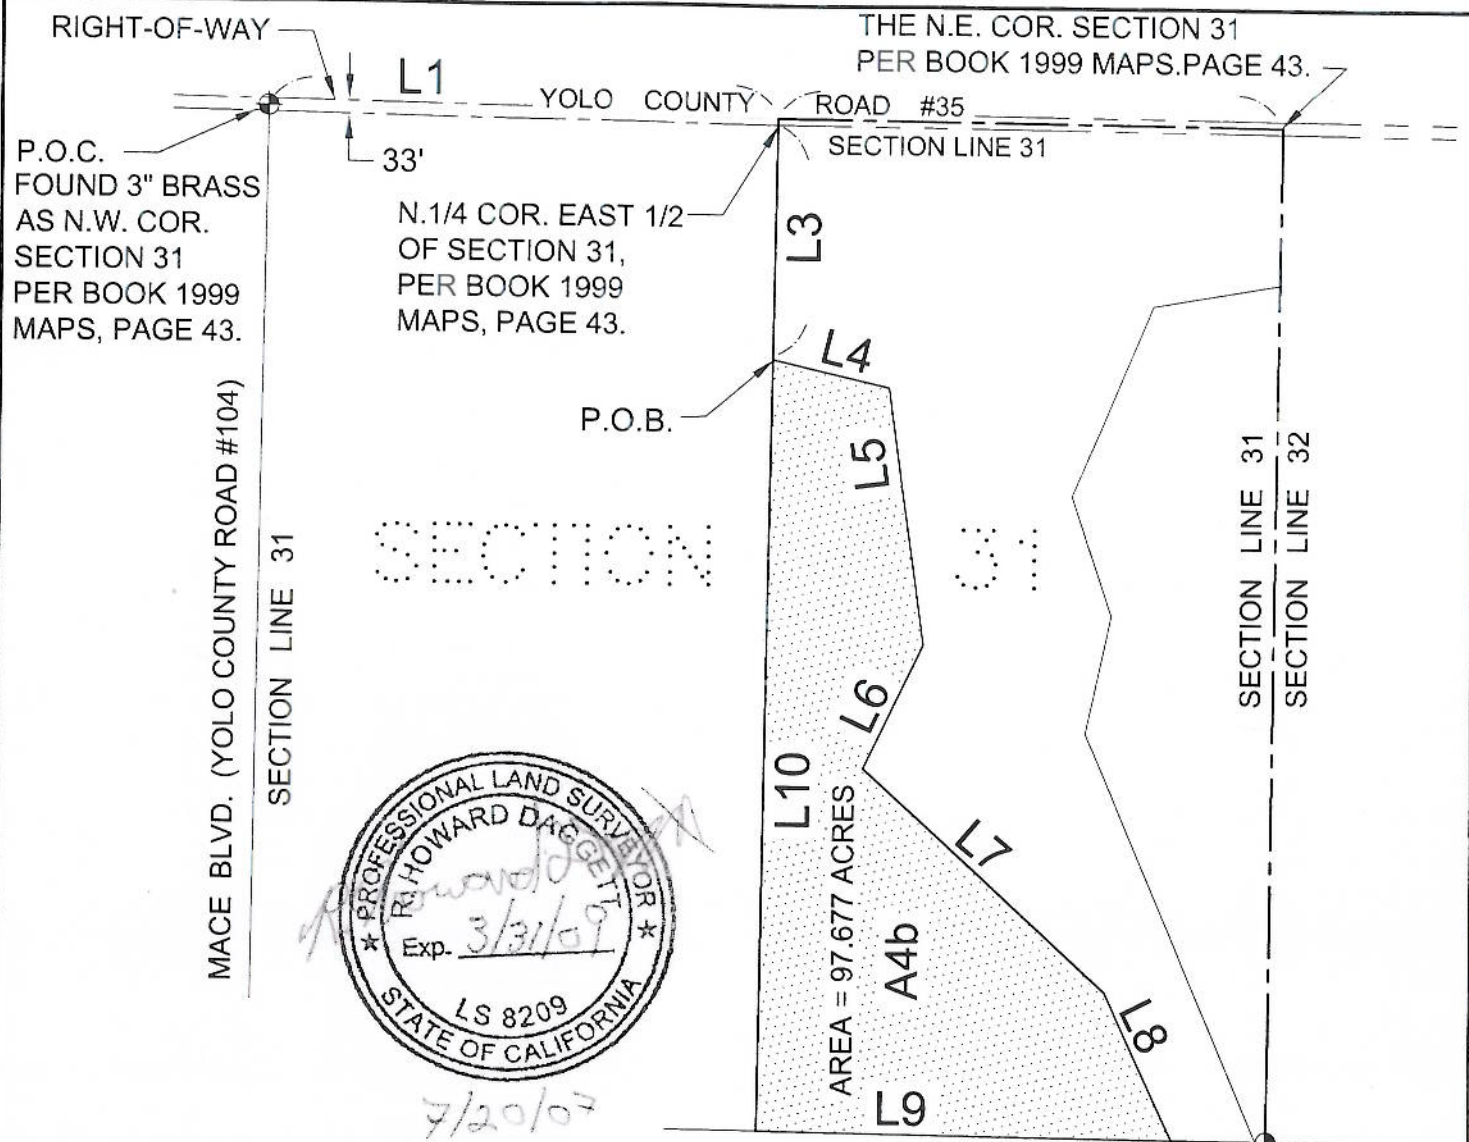 RIGHT-OF-WAY
THE N.E. COR. SECTION 31
PER BOOK 1999 MAPS.PAGE 43.
L1
YOLO COUNTY ROAD #35
SECTION LINE 31
33'
P.O.C.
FOUND 3" BRASS
AS N.W. COR.
SECTION 31
PER BOOK 1999
MAPS, PAGE 43.
N.1/4 COR. EAST 1/2
OF SECTION 31,
PER BOOK 1999
MAPS, PAGE 43.
L3
L4
P.O.B.
L5
MACE BLVD. (YOLO COUNTY ROAD #104)
SECTION LINE 31
SECTION 31
SECTION LINE 31
SECTION LINE 32
L6
L10
L7
AREA = 97.677 ACRES
A4b
L8
L9
PROFESSIONAL LAND SURVEYOR
R. HOWARD DAGGETT
Exp. 3/31/09
LS 8209
STATE OF CALIFORNIA
7/20/07